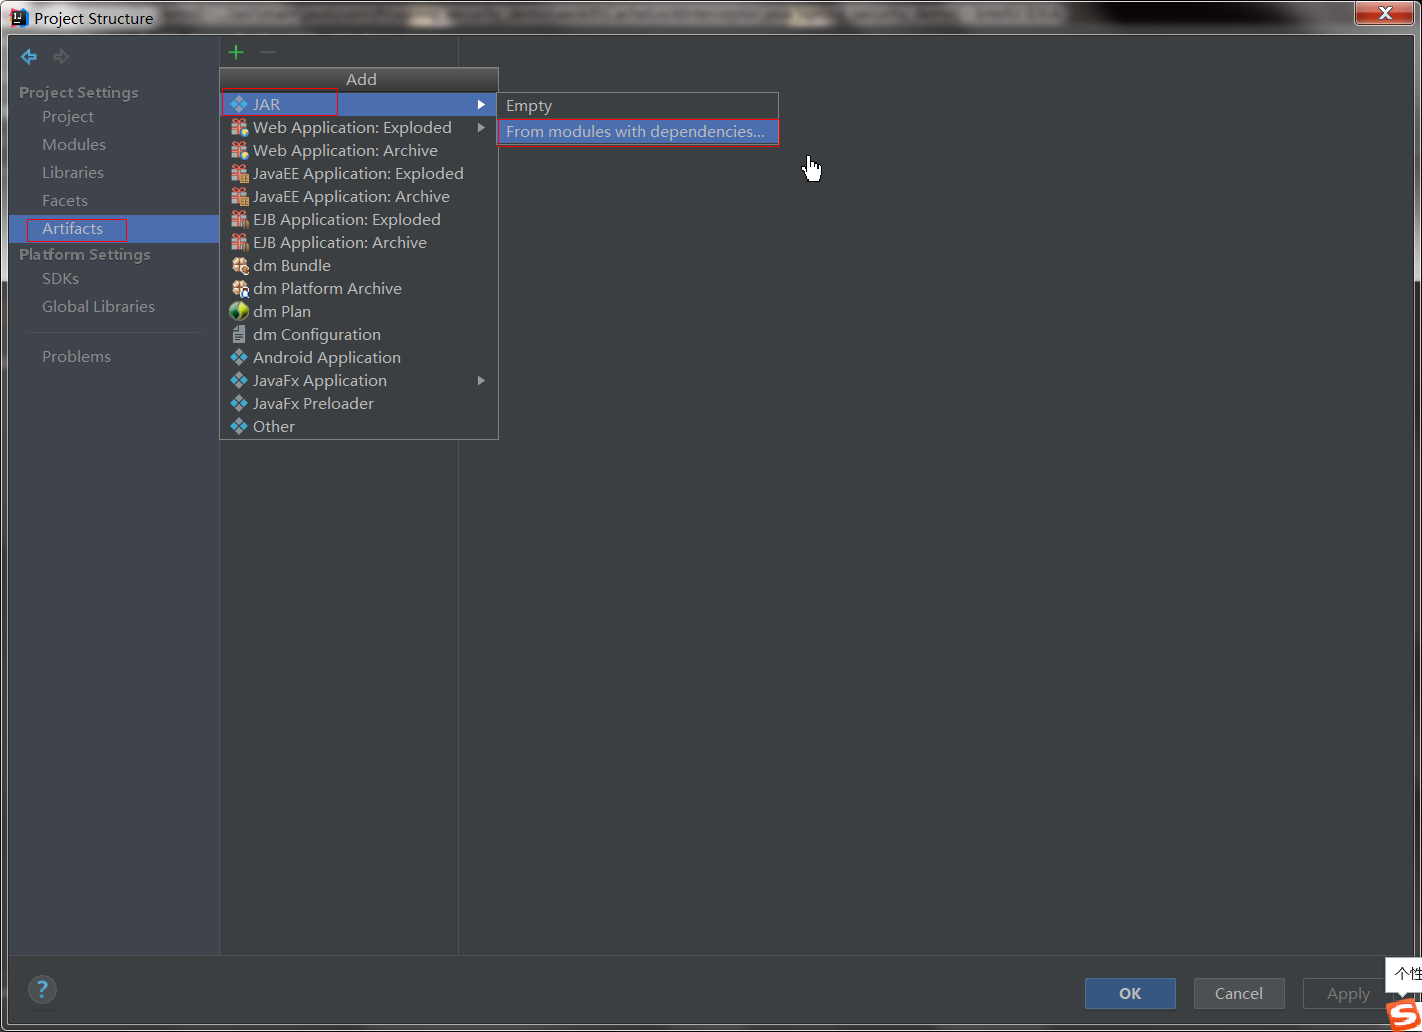 Project Structure
Project Settings
Project
Modules
Libraries
Facets
Artifacts
Platform Settings
SDKs
Global Libraries
Problems
Add
JAR
Web Application: Exploded
Web Application: Archive
JavaEE Application: Exploded
JavaEE Application: Archive
EJB Application: Exploded
EJB Application: Archive
dm Bundle
dm Platform Archive
dm Plan
dm Configuration
Android Application
JavaFx Application
JavaFx Preloader
Other
Empty
From modules with dependencies...
?
OK
Cancel
Apply
个性